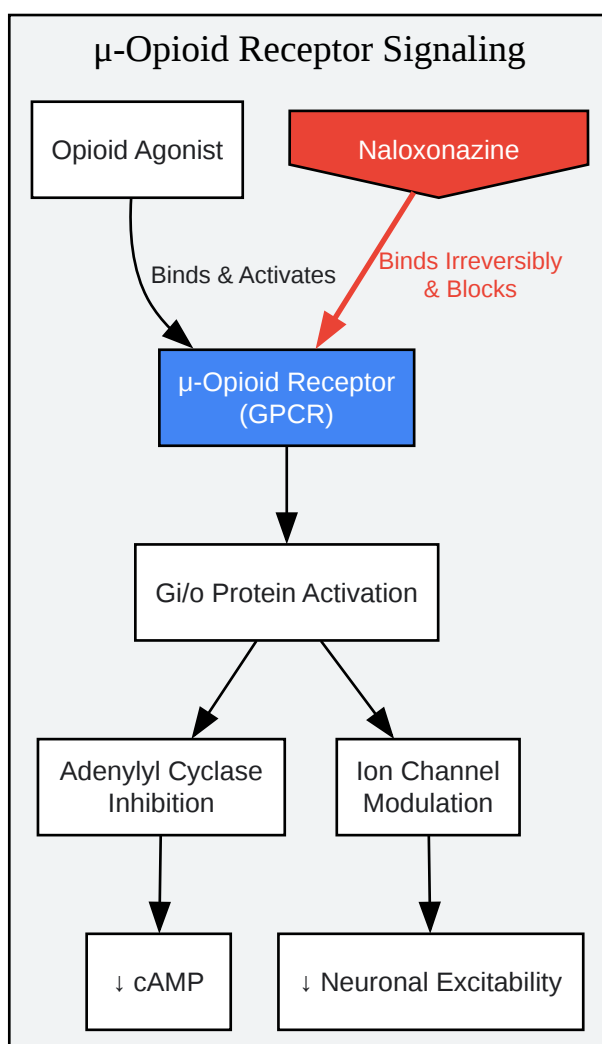 μ-Opioid Receptor Signaling
Opioid Agonist
Naloxonazine
Binds & Activates
Binds Irreversibly
& Blocks
μ-Opioid Receptor
(GPCR)
Gi/o Protein Activation
Adenylyl Cyclase
Inhibition
Ion Channel
Modulation
↓ cAMP
↓ Neuronal Excitability